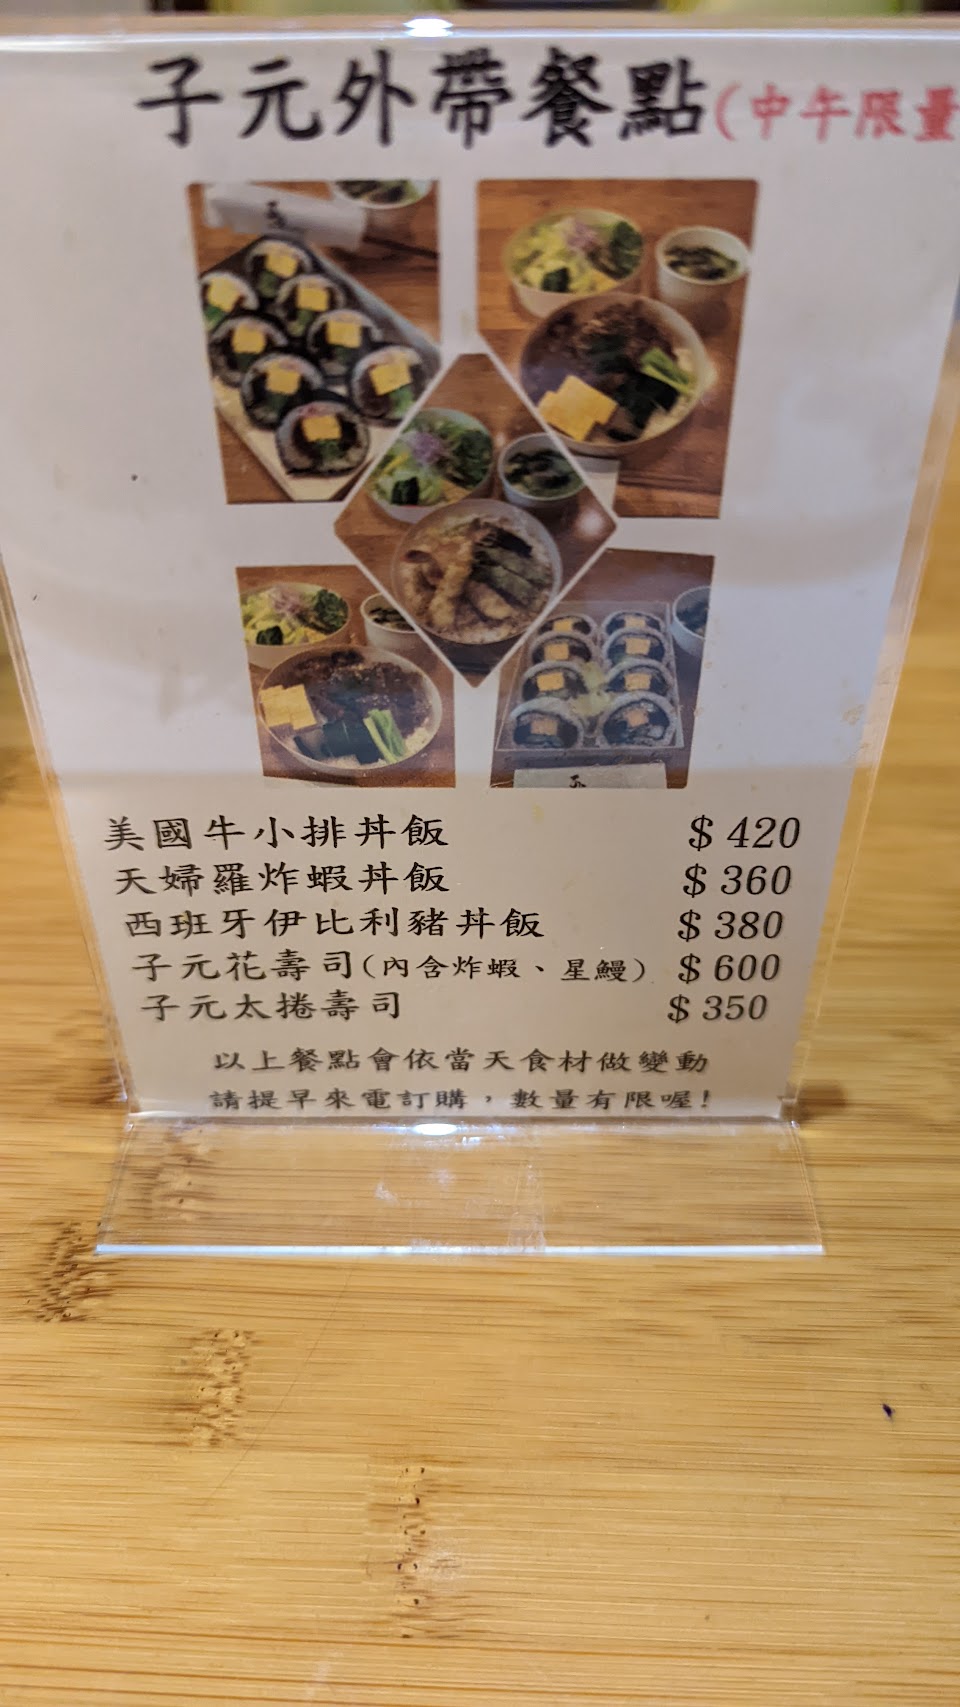 子元外帶餐點(中午限量
美國牛小排丼飯 $420
天婦羅炸蝦丼飯 $360
西班牙伊比利豬丼飯 $380
子元花壽司(內含炸蝦、星鰻) $600
子元太捲壽司 $350
以上餐點會依當天食材做變動
請提早來電訂購，數量有限喔!